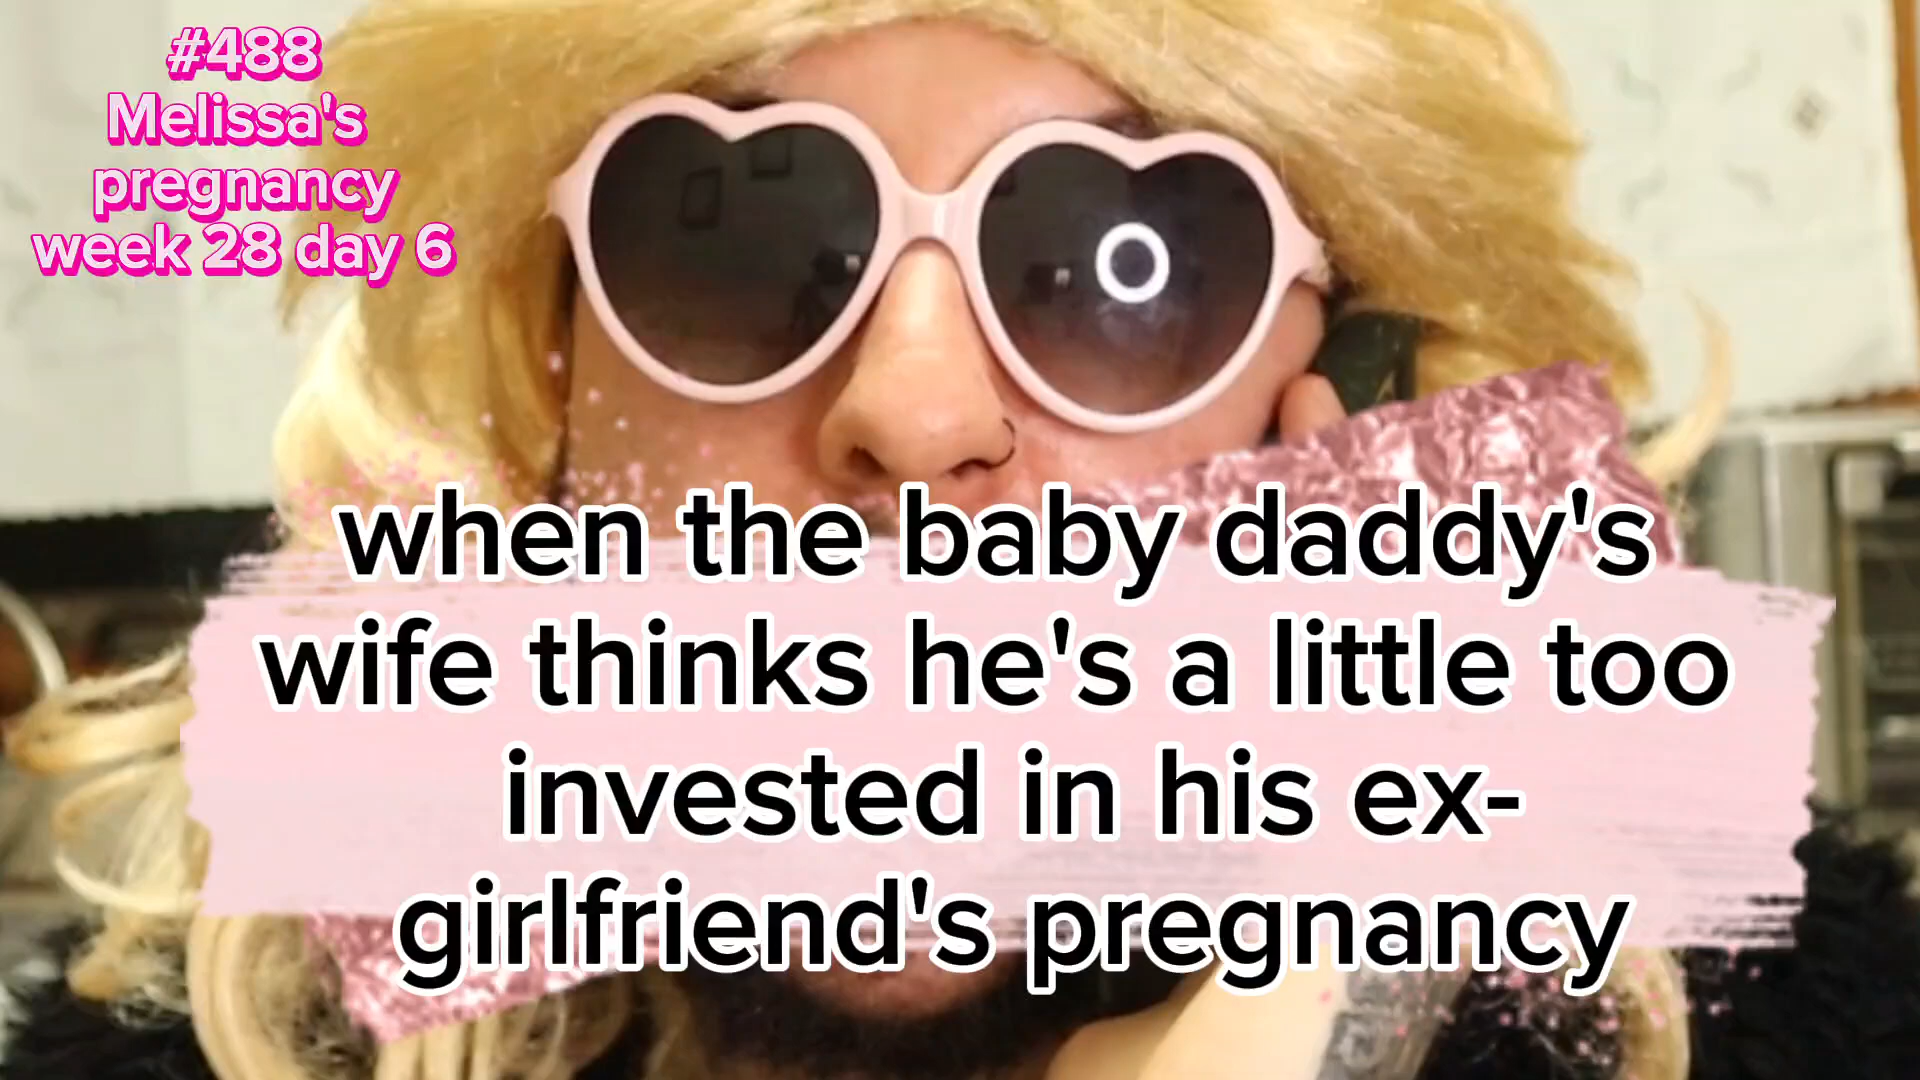 #488
Melissa's
pregnancy
week 28 day 6
when the baby daddy's
wife thinks he's a little too
invested in his ex-
girlfriend's pregnancy